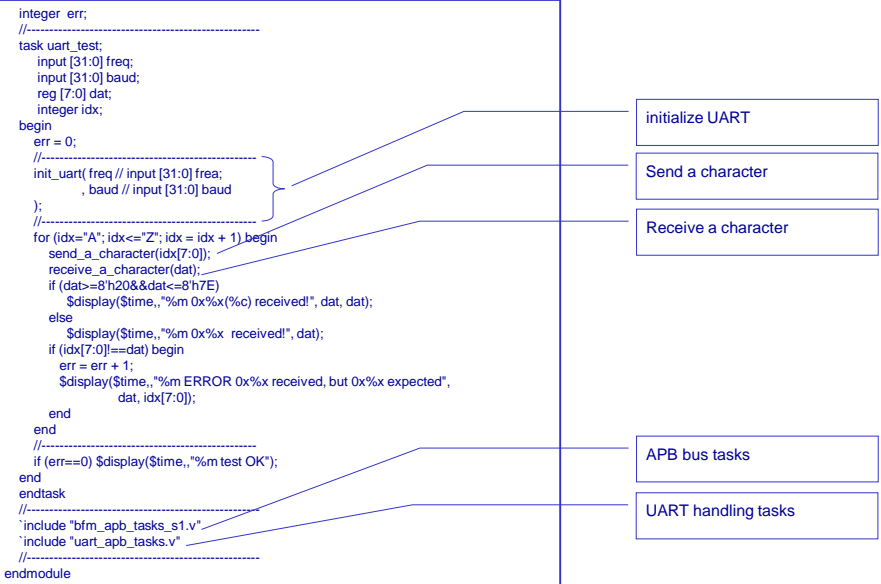 integer err;
//---------------------------------------------------
task uart_test;
input [31:0] freq;
input [31:0] baud;
reg [7:0] dat;
integer idx;
begin
err = 0;
//-----------------------------------------------
init_uart( freq // input [31:0] frea;
, baud // input [31:0] baud
);
//-----------------------------------------------
for (idx="A"; idx<="Z"; idx = idx + 1) begin
send_a_character(idx[7:0]);
receive_a_character(dat);
if (dat>=8'h20&&dat<=8'h7E)
$display($time,,"%m 0x%x(%c) received!", dat, dat);
else
$display($time,,"%m 0x%x  received!", dat);
if (idx[7:0]!==dat) begin
err = err + 1;
$display($time,,"%m ERROR 0x%x received, but 0x%x expected",
dat, idx[7:0]);
end
end
//-----------------------------------------------
if (err==0) $display($time,,"%m test OK");
end
endtask
//---------------------------------------------------
`include "bfm_apb_tasks_s1.v"
`include "uart_apb_tasks.v"
//---------------------------------------------------
endmodule
initialize UART
Send a character
Receive a character
APB bus tasks
UART handling tasks